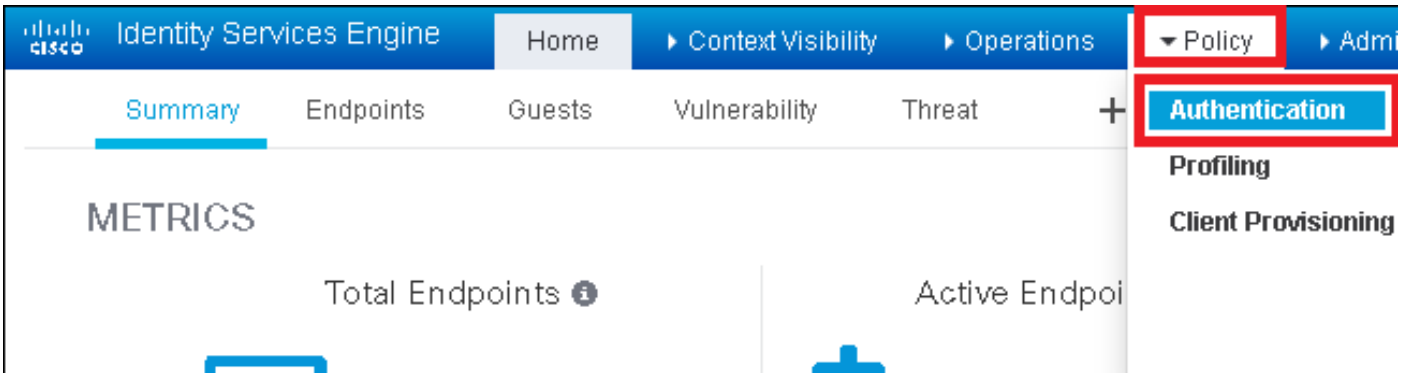 cisco Identity Services Engine Home Context Visibility Operations Policy
Summary Endpoints Guests Vulnerability Threat + Authentication
Profiling
METRICS Client Provisioning
Total Endpoints Active